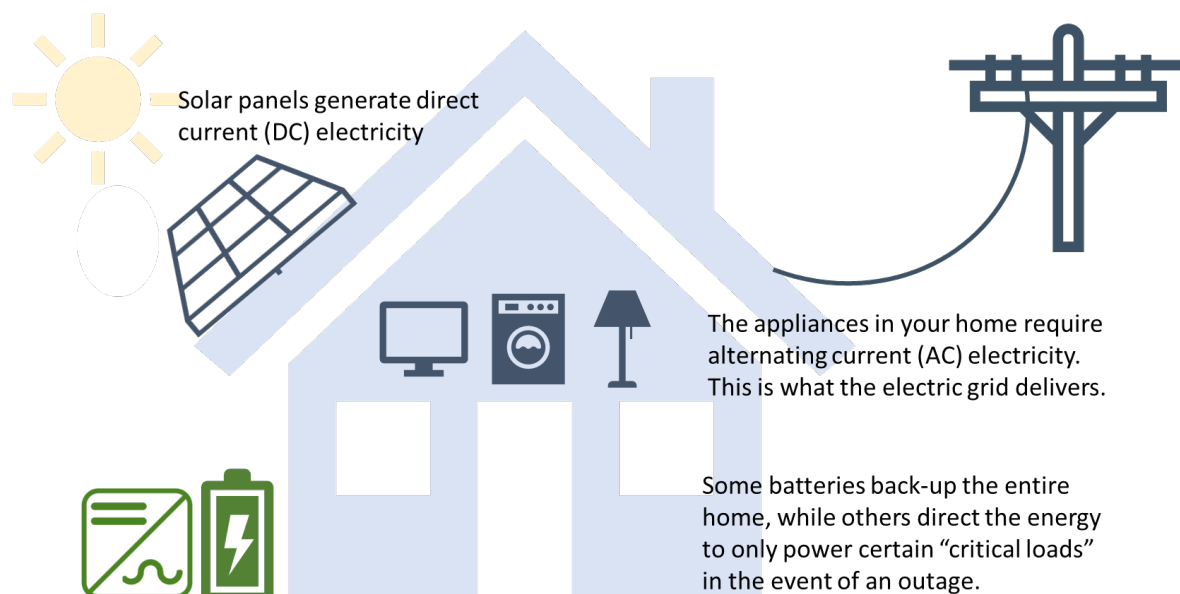 Solar panels generate direct
current (DC) electricity
The appliances in your home require
alternating current (AC) electricity.
This is what the electric grid delivers.
Some batteries back-up the entire
home, while others direct the energy
to only power certain “critical loads”
in the event of an outage.